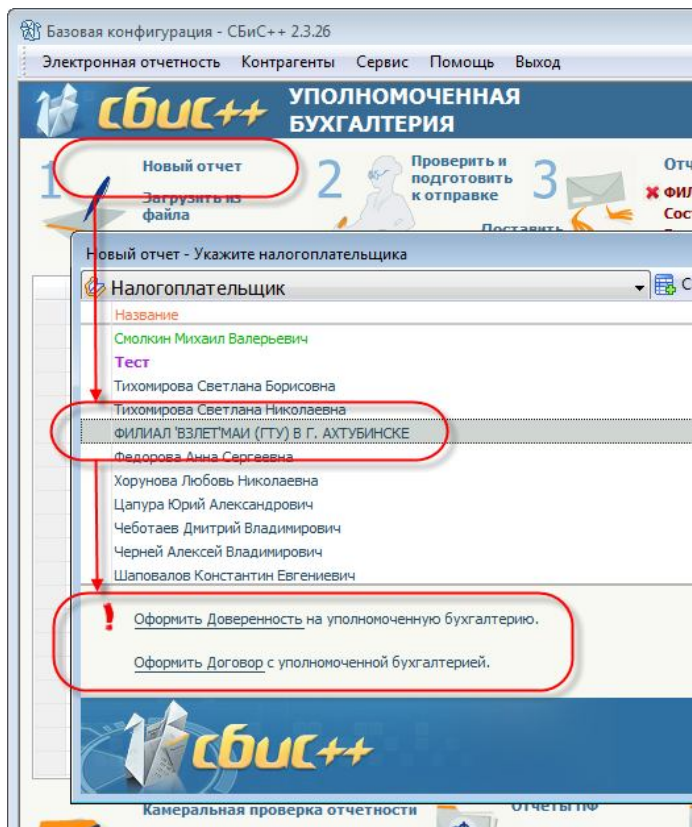 Базовая конфигурация - СБиС++ 2.3.26
Электронная отчетность Контрагенты Сервис Помощь Выход
сбис++ УПОЛНОМОЧЕННАЯ
БУХГАЛТЕРИЯ
1 Новый отчет
Загрузить из
файла
2 Проверить и
подготовить
к отправке
Доставить
3
Новый отчет - Укажите налогоплательщика
Налогоплательщик
Название
Смолкин Михаил Валерьевич
Тест
Тихомирова Светлана Борисовна
Тихомирова Светлана Николаевна
ФИЛИАЛ 'ВЗЛЕТ'МАИ (ГТУ) В Г. АХТУБИНСКЕ
Федорова Анна Сергеевна
Хорунова Любовь Николаевна
Цапура Юрий Александрович
Чеботаев Дмитрий Владимирович
Черней Алексей Владимирович
Шаповалов Константин Евгениевич
! Оформить Доверенность на уполномоченную бухгалтерию.
Оформить Договор с уполномоченной бухгалтерией.
сбис++
Камеральная проверка отчетности
Отчеты ПФ